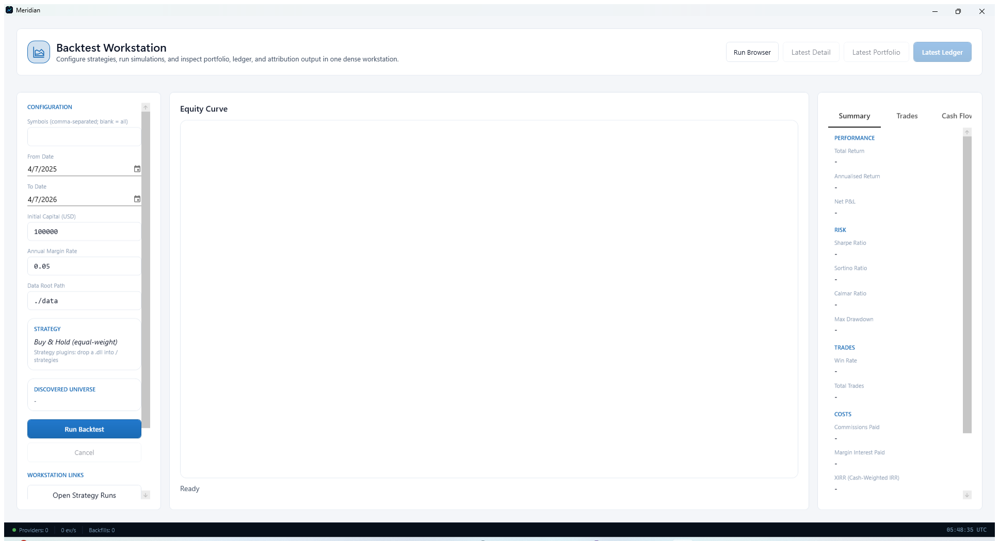 Meridian
Backtest Workstation
Configure strategies, run simulations, and inspect portfolio, ledger, and attribution output in one dense workstation.
Run Browser
Latest Detail
Latest Portfolio
Latest Ledger
CONFIGURATION
Symbols (comma-separated; blank = all)
From Date
4/7/2025
To Date
4/7/2026
Initial Capital (USD)
100000
Annual Margin Rate
0.05
Data Root Path
./data
STRATEGY
Buy & Hold (equal-weight)
Strategy plugins: drop a .dll into /
strategies
DISCOVERED UNIVERSE
-
Run Backtest
Cancel
WORKSTATION LINKS
Open Strategy Runs
Equity Curve
Ready
Summary
Trades
Cash Flow
PERFORMANCE
Total Return
-
Annualised Return
-
Net P&L
-
RISK
Sharpe Ratio
-
Sortino Ratio
-
Calmar Ratio
-
Max Drawdown
-
TRADES
Win Rate
-
Total Trades
-
COSTS
Commissions Paid
-
Margin Interest Paid
-
XIRR (Cash-Weighted IRR)
-
Providers: 0
0 ev/s
Backfills: 0
05:48:35 UTC